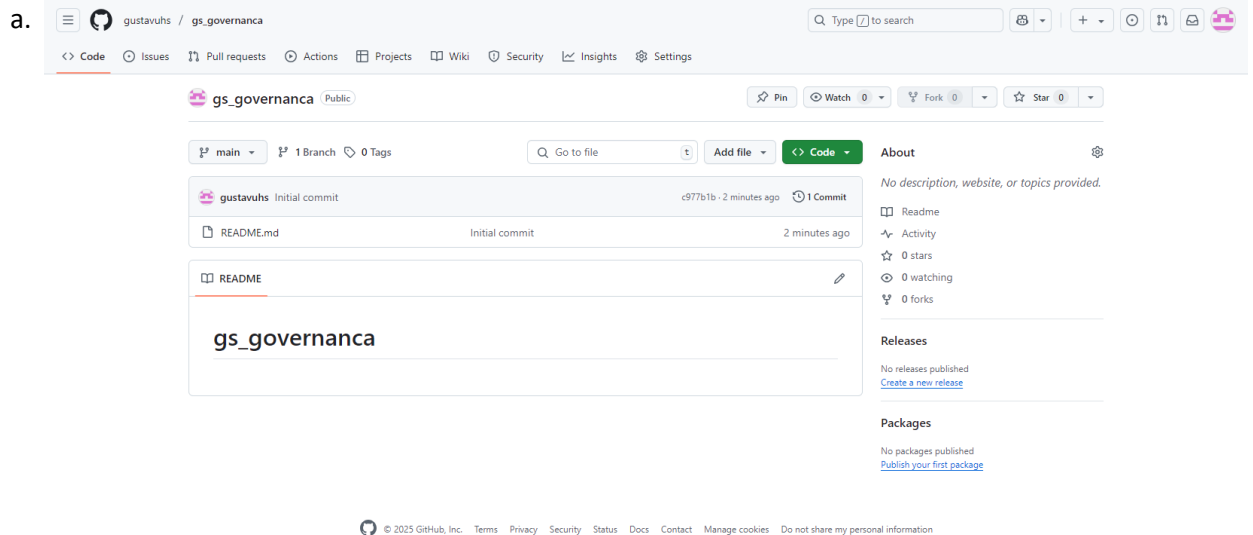 a.
gustavuhs / gs_governanca
Type / to search
Code Issues Pull requests Actions Projects Wiki Security Insights Settings
gs_governanca Public
Pin Watch 0 Fork 0 Star 0
main 1 Branch 0 Tags
Go to file t Add file Code
gustavuhs Initial commit c977b1b · 2 minutes ago 1 Commit
README.md Initial commit 2 minutes ago
README
gs_governanca
About
No description, website, or topics provided.
Readme
Activity
0 stars
0 watching
0 forks
Releases
No releases published
Create a new release
Packages
No packages published
Publish your first package
© 2025 GitHub, Inc. Terms Privacy Security Status Docs Contact Manage cookies Do not share my personal information